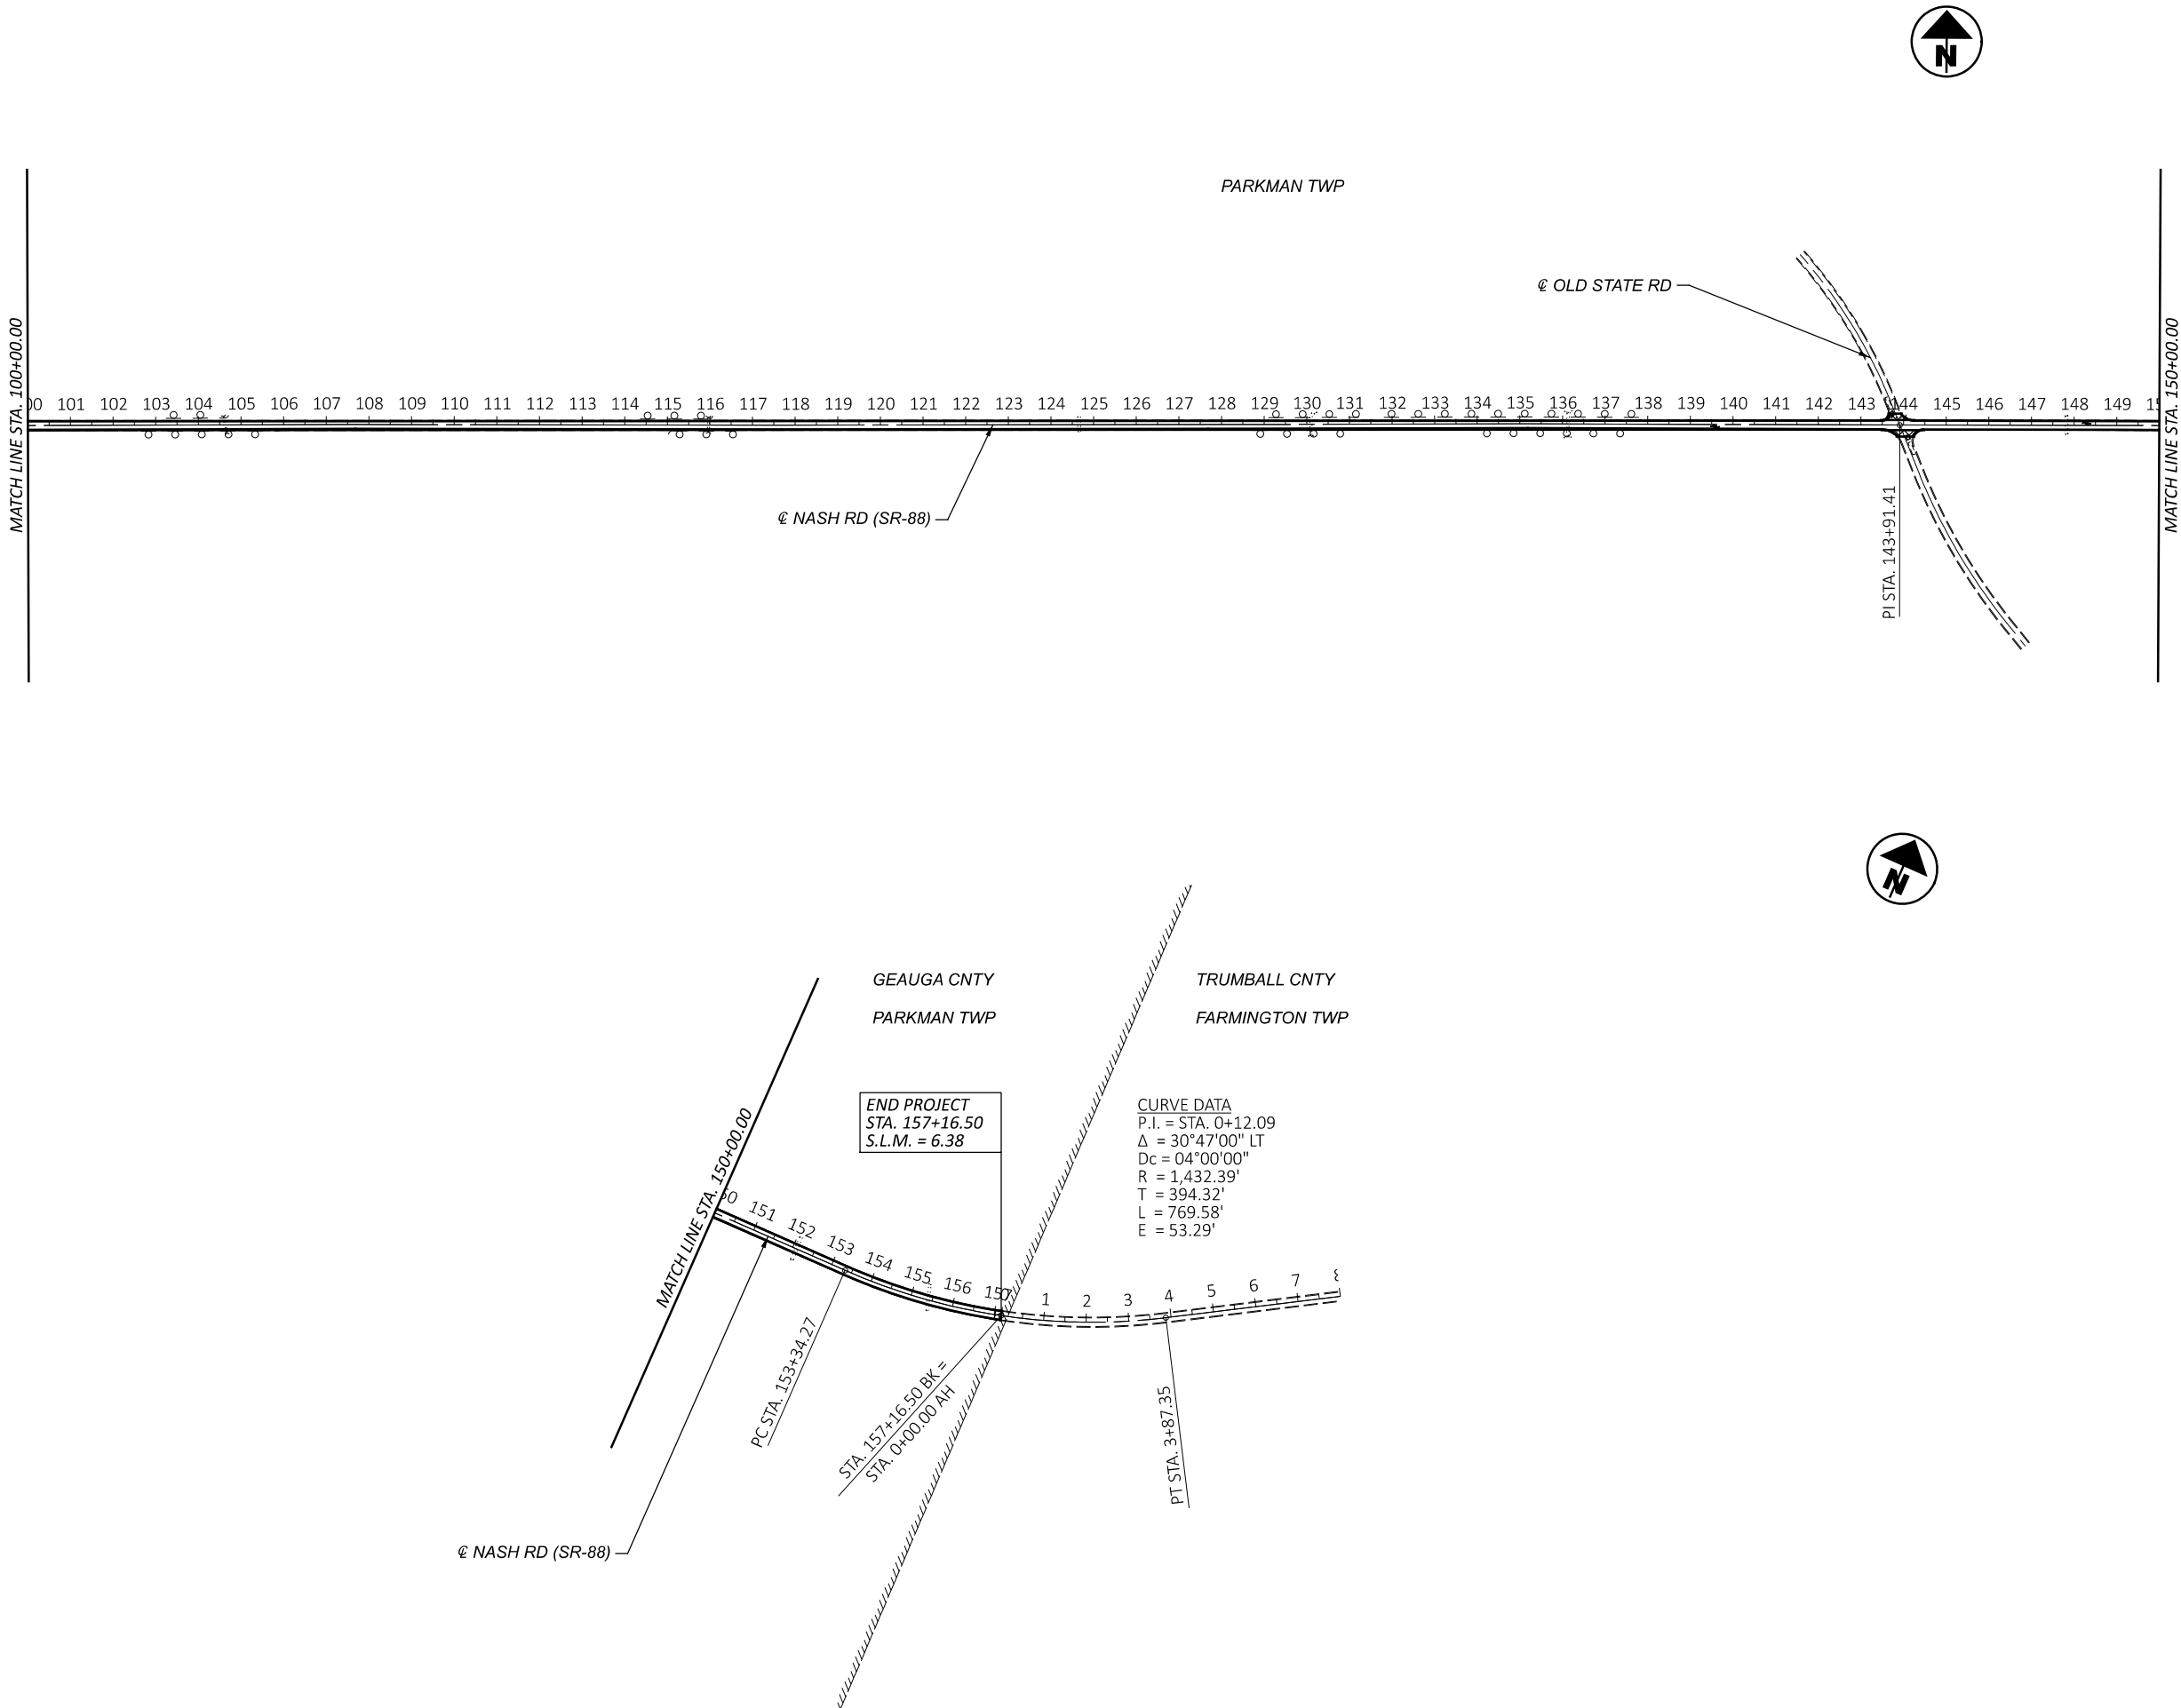 N
PARKMAN TWP
℄ OLD STATE RD
MATCH LINE STA. 100+00.00
MATCH LINE STA. 150+00.00
00 101 102 103 104 105 106 107 108 109 110 111 112 113 114 115 116 117 118 119 120 121 122 123 124 125 126 127 128 129 130 131 132 133 134 135 136 137 138 139 140 141 142 143 144 145 146 147 148 149 15
℄ NASH RD (SR-88)
PI STA. 143+91.41
N
GEAUGA CNTY
TRUMBALL CNTY
PARKMAN TWP
FARMINGTON TWP
END PROJECT
STA. 157+16.50
S.L.M. = 6.38
CURVE DATA
P.I. = STA. 0+12.09
Δ = 30°47'00" LT
Dc = 04°00'00"
R = 1,432.39'
T = 394.32'
L = 769.58'
E = 53.29'
MATCH LINE STA. 150+00.00
50 151 152 153 154 155 156 157 0 1 2 3 4 5 6 7
PC STA. 153+34.27
STA. 157+16.50 BK =
STA. 0+00.00 AH
PT STA. 3+87.35
℄ NASH RD (SR-88)